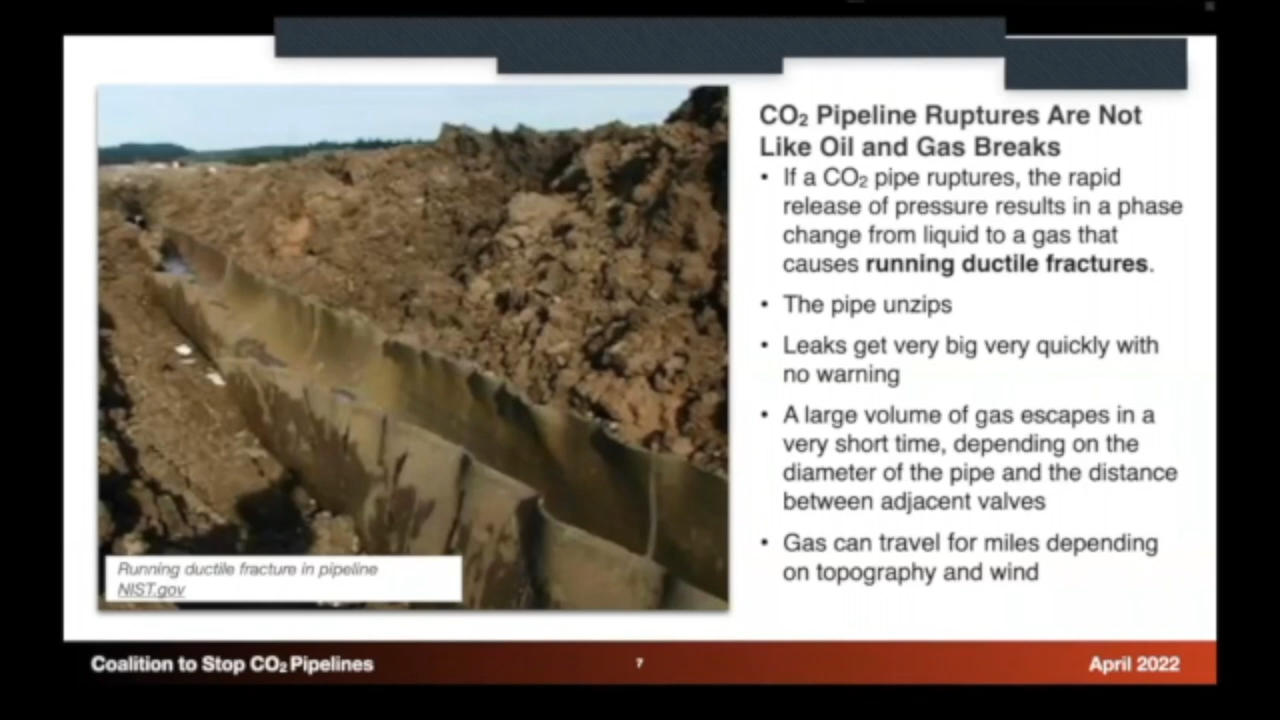 CO₂ Pipeline Ruptures Are Not
Like Oil and Gas Breaks
• If a CO₂ pipe ruptures, the rapid
release of pressure results in a phase
change from liquid to a gas that
causes running ductile fractures.
• The pipe unzips
• Leaks get very big very quickly with
no warning
• A large volume of gas escapes in a
very short time, depending on the
diameter of the pipe and the distance
between adjacent valves
• Gas can travel for miles depending
on topography and wind
Running ductile fracture in pipeline
NIST.gov
Coalition to Stop CO₂ Pipelines
7
April 2022